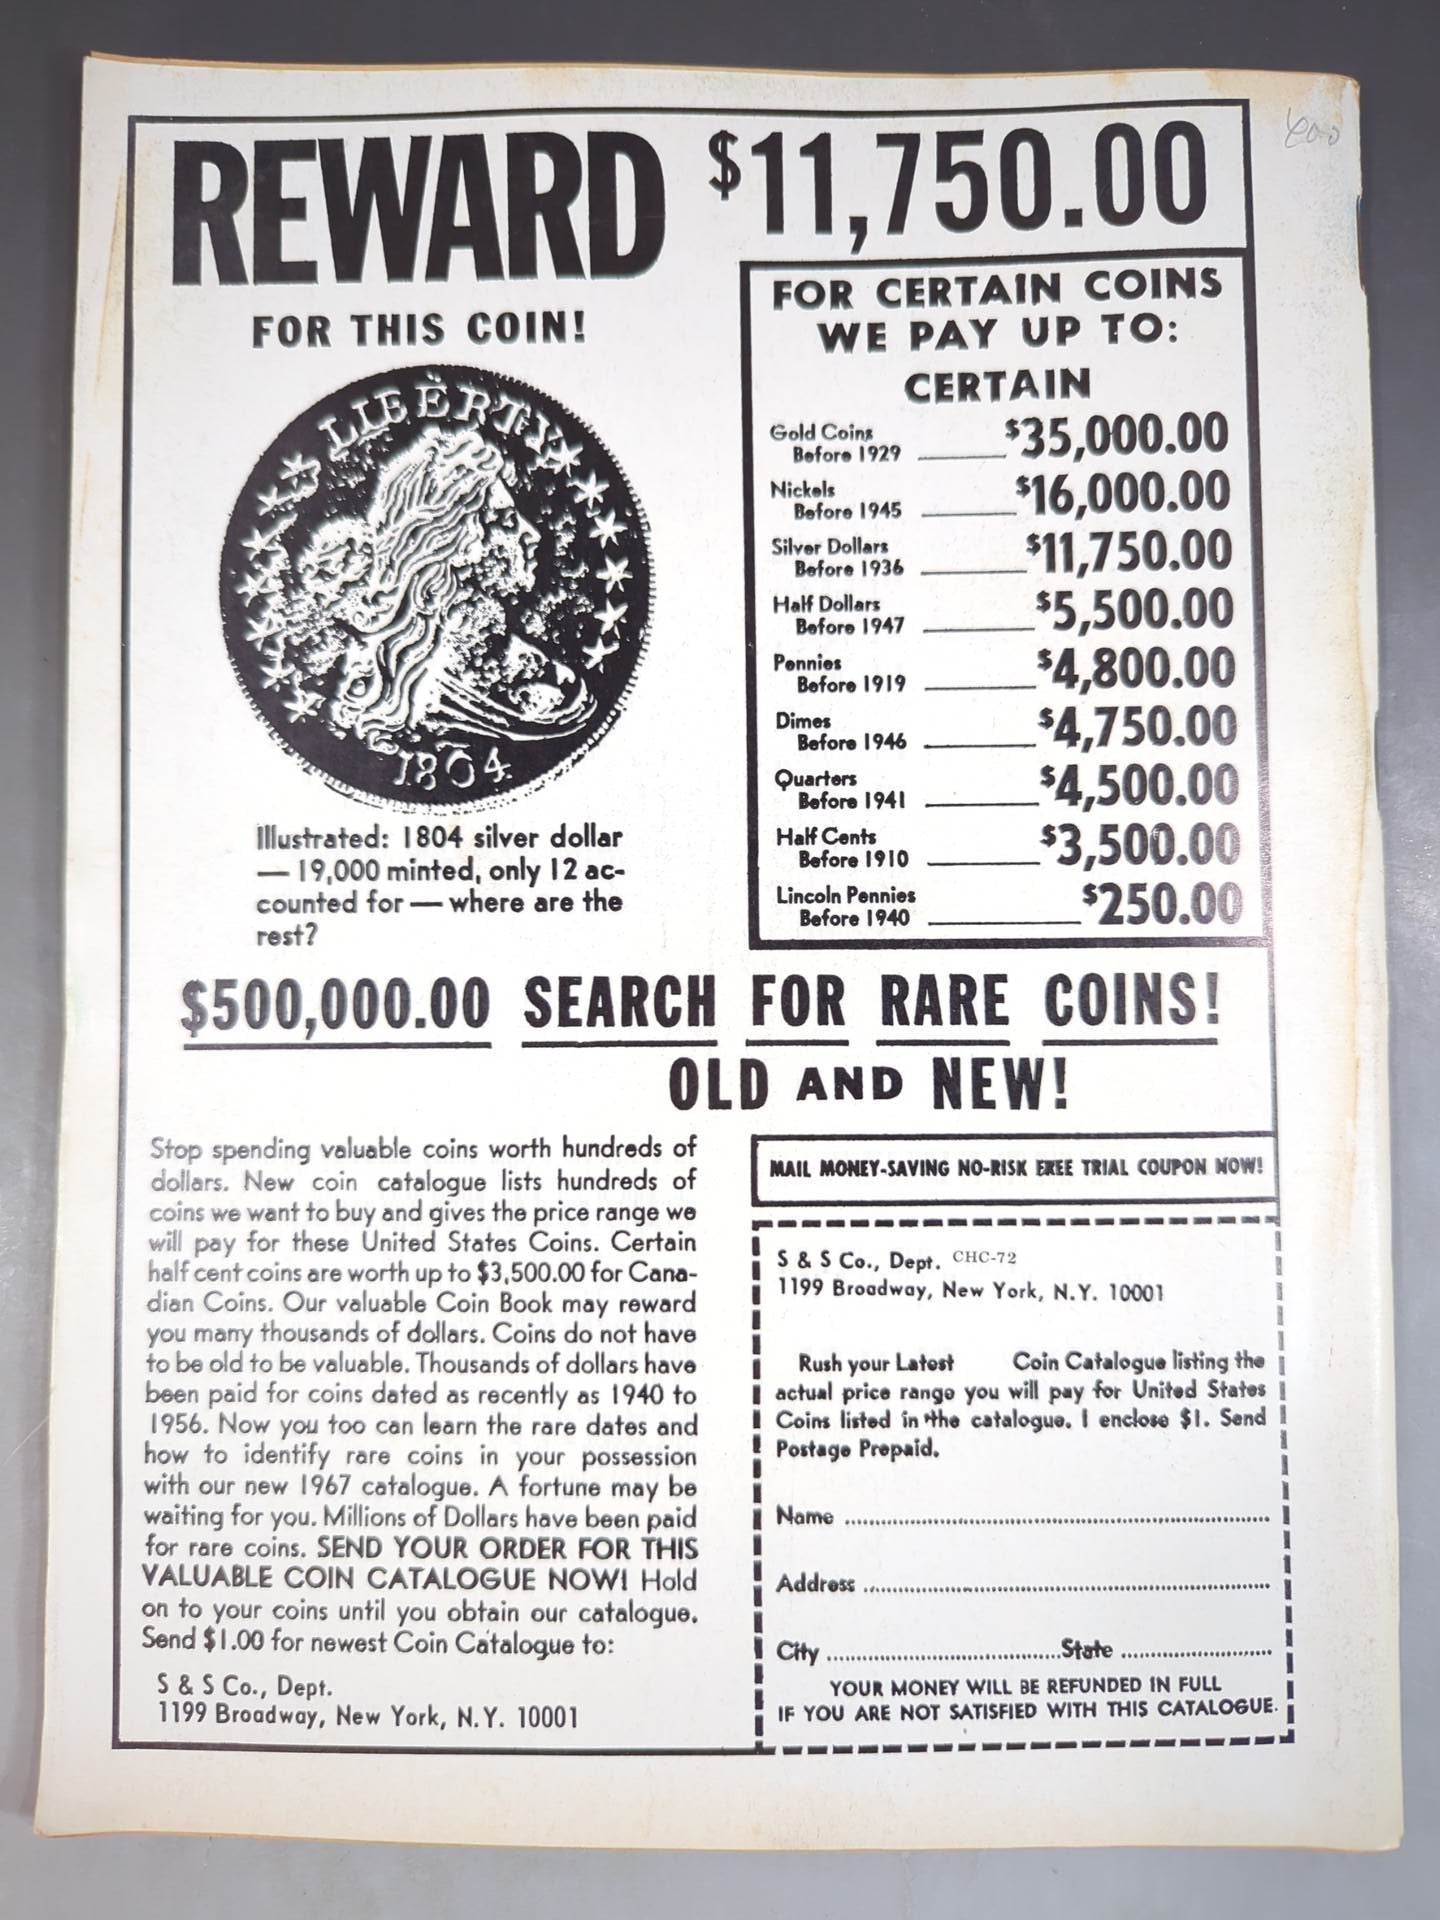 REWARD $11,750.00
FOR THIS COIN!
LIBERTY
1804
Illustrated: 1804 silver dollar
— 19,000 minted, only 12 ac-
counted for — where are the
rest?
FOR CERTAIN COINS
WE PAY UP TO:
CERTAIN
Gold Coins
Before 1929 $35,000.00
Nickels
Before 1945 $16,000.00
Silver Dollars
Before 1936 $11,750.00
Half Dollars
Before 1947 $5,500.00
Pennies
Before 1919 $4,800.00
Dimes
Before 1946 $4,750.00
Quarters
Before 1941 $4,500.00
Half Cents
Before 1910 $3,500.00
Lincoln Pennies
Before 1940 $250.00
$500,000.00 SEARCH FOR RARE COINS!
OLD AND NEW!
Stop spending valuable coins worth hundreds of
dollars. New coin catalogue lists hundreds of
coins we want to buy and gives the price range we
will pay for these United States Coins. Certain
half cent coins are worth up to $3,500.00 for Cana-
dian Coins. Our valuable Coin Book may reward
you many thousands of dollars. Coins do not have
to be old to be valuable. Thousands of dollars have
been paid for coins dated as recently as 1940 to
1956. Now you too can learn the rare dates and
how to identify rare coins in your possession
with our new 1967 catalogue. A fortune may be
waiting for you. Millions of Dollars have been paid
for rare coins. SEND YOUR ORDER FOR THIS
VALUABLE COIN CATALOGUE NOW! Hold
on to your coins until you obtain our catalogue.
Send $1.00 for newest Coin Catalogue to:
S & S Co., Dept.
1199 Broadway, New York, N.Y. 10001
MAIL MONEY-SAVING NO-RISK FREE TRIAL COUPON NOW!
S & S Co., Dept. CHC-72
1199 Broadway, New York, N.Y. 10001
Rush your Latest Coin Catalogue listing the
actual price range you will pay for United States
Coins listed in the catalogue. I enclose $1. Send
Postage Prepaid.
Name
Address
City State
YOUR MONEY WILL BE REFUNDED IN FULL
IF YOU ARE NOT SATISFIED WITH THIS CATALOGUE.